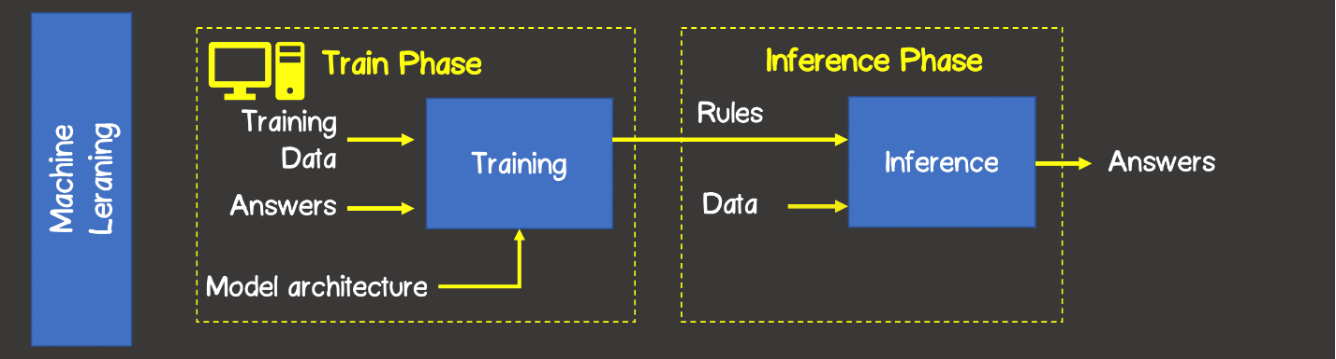 Machine
Leraning
Train Phase
Training
Data
Answers
Model architecture
Training
Inference Phase
Rules
Data
Inference
Answers